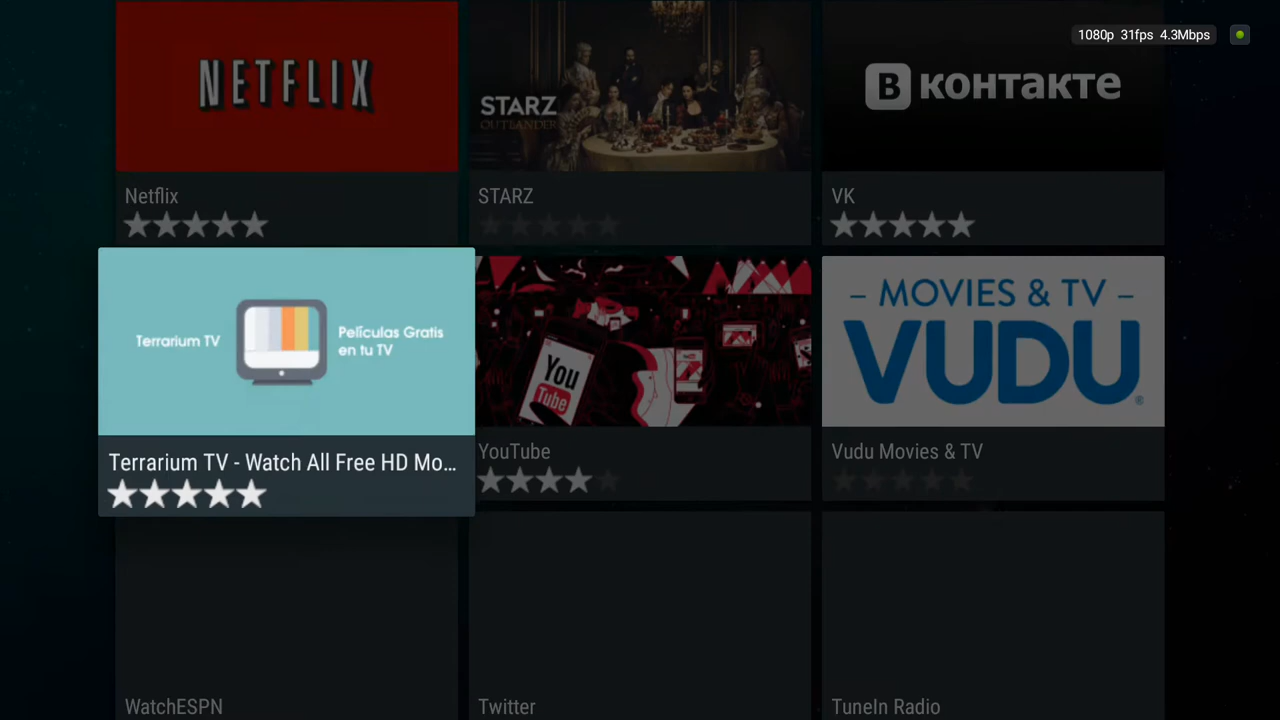 1080p 31fps 4.3Mbps
NETFLIX
STARZ
OUTLANDER
В контакте
Netflix
STARZ
VK
Terrarium TV
Películas Gratis
en tu TV
You
Tube
– MOVIES & TV –
VUDU®
Terrarium TV - Watch All Free HD Mo…
YouTube
Vudu Movies & TV
WatchESPN
Twitter
TuneIn Radio